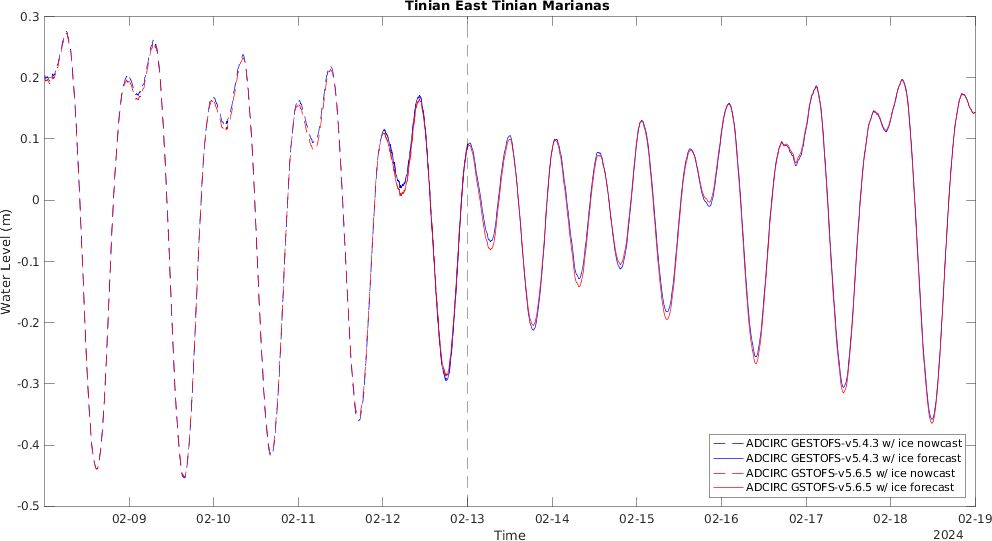 Tinian East Tinian Marianas
0.3
0.2
0.1
0
-0.1
-0.2
-0.3
-0.4
-0.5
Water Level (m)
ADCIRC GESTOFS-v5.4.3 w/ ice nowcast
ADCIRC GESTOFS-v5.4.3 w/ ice forecast
ADCIRC GSTOFS-v5.6.5 w/ ice nowcast
ADCIRC GSTOFS-v5.6.5 w/ ice forecast
02-09 02-10 02-11 02-12 02-13 02-14 02-15 02-16 02-17 02-18 02-19
Time
2024